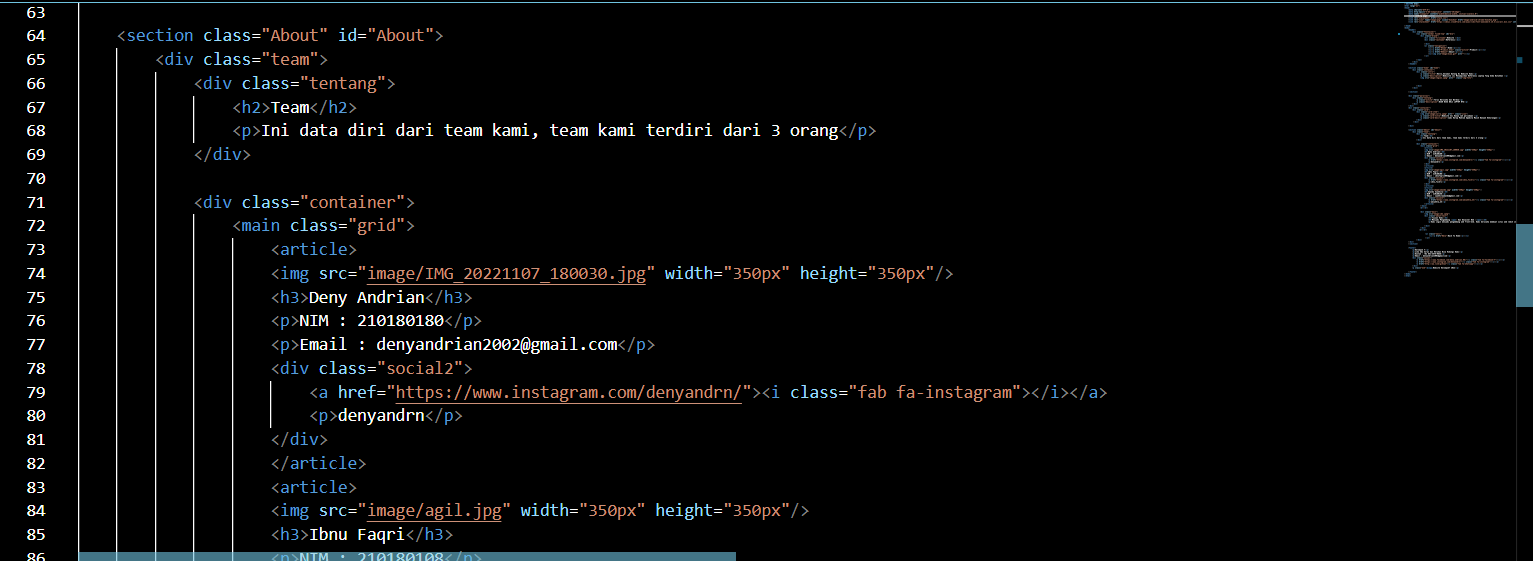 63
64 <section class="About" id="About">
65 <div class="team">
66 <div class="tentang">
67 <h2>Team</h2>
68 <p>Ini data diri dari team kami, team kami terdiri dari 3 orang</p>
69 </div>
70
71 <div class="container">
72 <main class="grid">
73 <article>
74 <img src="image/IMG_20221107_180030.jpg" width="350px" height="350px"/>
75 <h3>Deny Andrian</h3>
76 <p>NIM : 210180180</p>
77 <p>Email : denyandrian2002@gmail.com</p>
78 <div class="social2">
79 <a href="https://www.instagram.com/denyandrn/"><i class="fab fa-instagram"></i></a>
80 <p>denyandrn</p>
81 </div>
82 </article>
83 <article>
84 <img src="image/agil.jpg" width="350px" height="350px"/>
85 <h3>Ibnu Faqri</h3>
86 <p>NIM : 210180108</p>